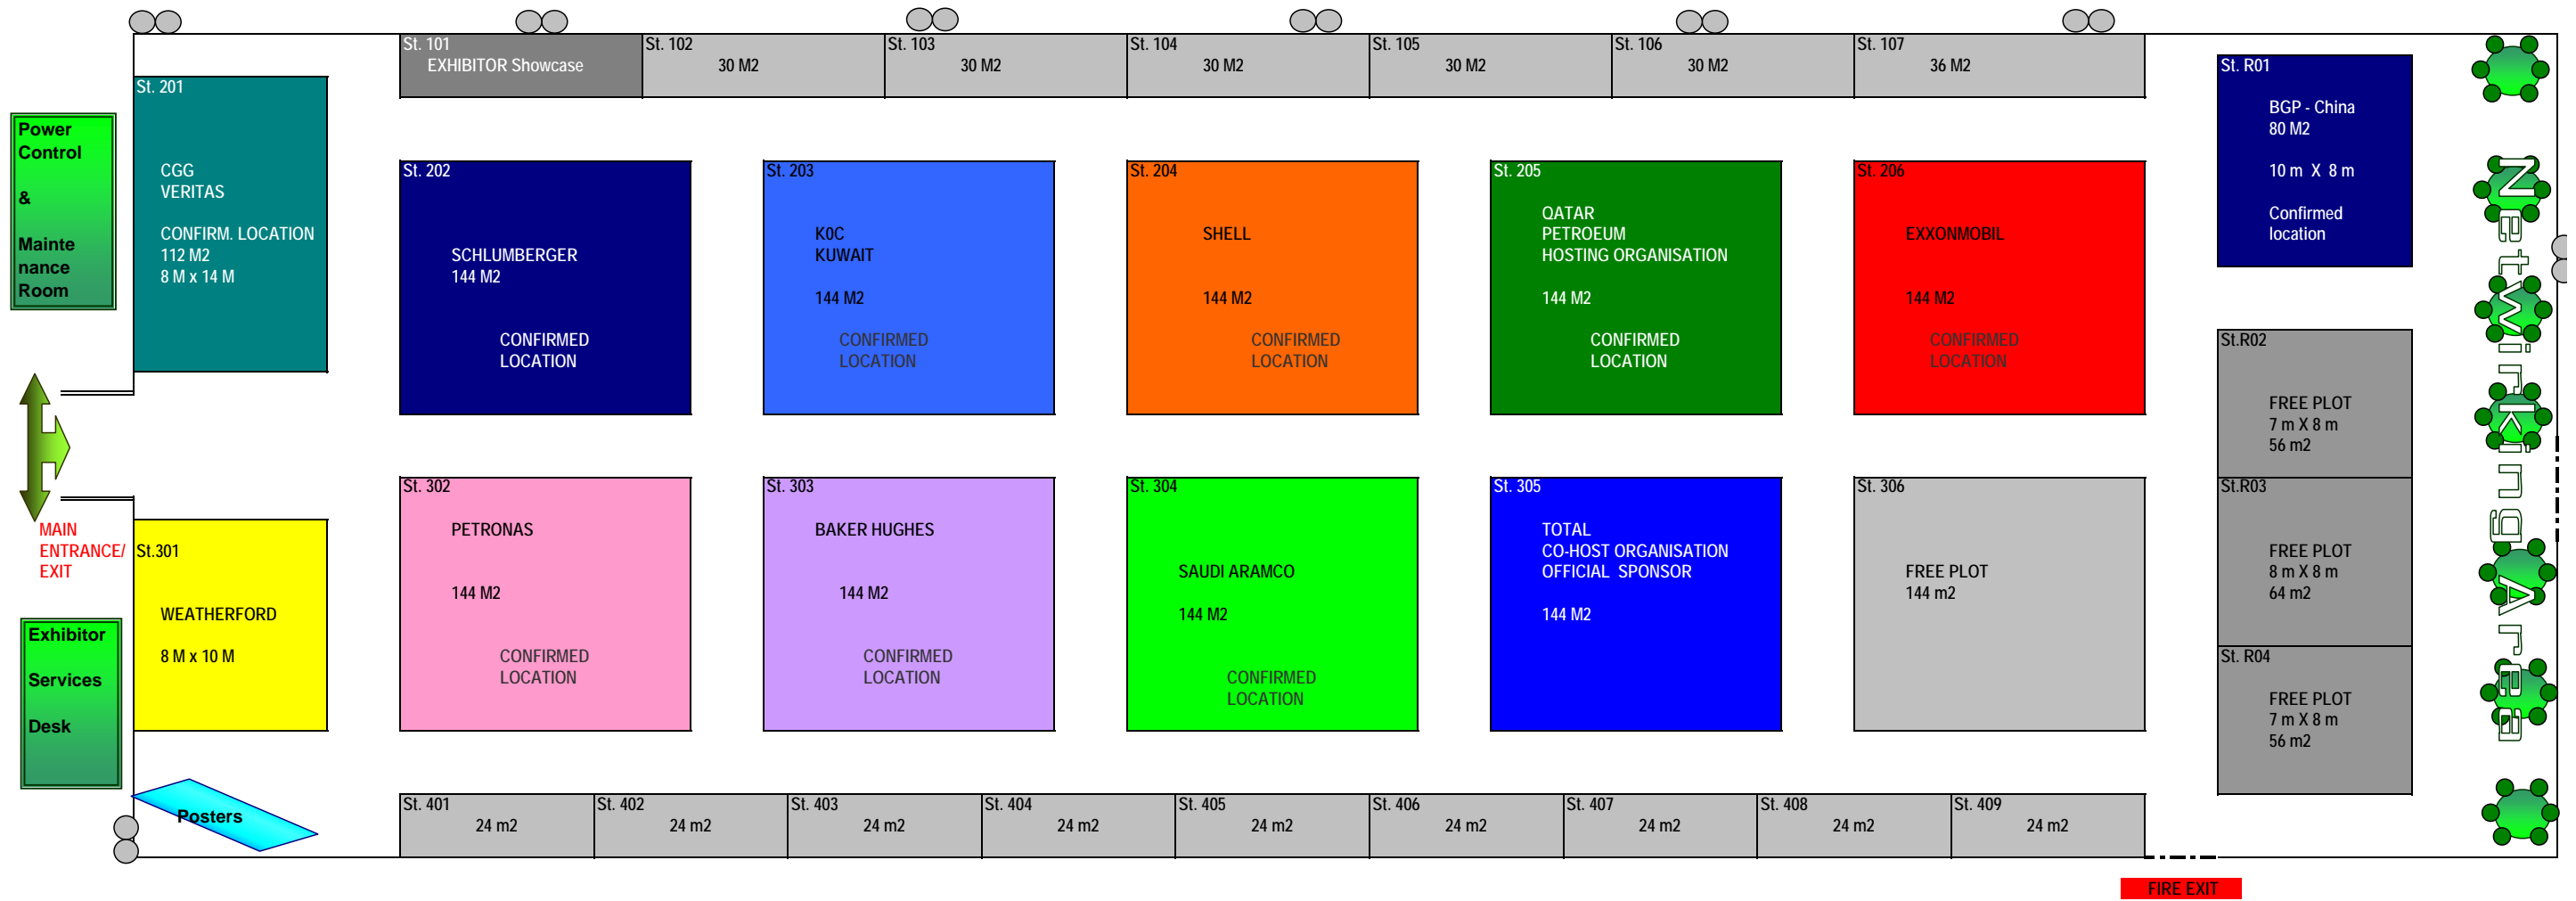 St. 101
EXHIBITOR Showcase
St. 102
30 M2
St. 103
30 M2
St. 104
30 M2
St. 105
30 M2
St. 106
30 M2
St. 107
36 M2
Power
Control
&
Mainte
nance
Room
St. 201
CGG
VERITAS
CONFIRM. LOCATION
112 M2
8 M x 14 M
St. 202
SCHLUMBERGER
144 M2
CONFIRMED
LOCATION
St. 203
K0C
KUWAIT
144 M2
CONFIRMED
LOCATION
St. 204
SHELL
144 M2
CONFIRMED
LOCATION
St. 205
QATAR
PETROEUM
HOSTING ORGANISATION
144 M2
CONFIRMED
LOCATION
St. 206
EXXONMOBIL
144 M2
CONFIRMED
LOCATION
St. R01
BGP - China
80 M2
10 m X 8 m
Confirmed
location
St.R02
FREE PLOT
7 m X 8 m
56 m2
St.R03
FREE PLOT
8 m X 8 m
64 m2
St. R04
FREE PLOT
7 m X 8 m
56 m2
Netwirking Area
MAIN
ENTRANCE/
EXIT
Exhibitor
Services
Desk
St.301
WEATHERFORD
8 M x 10 M
St. 302
PETRONAS
144 M2
CONFIRMED
LOCATION
St. 303
BAKER HUGHES
144 M2
CONFIRMED
LOCATION
St. 304
SAUDI ARAMCO
144 M2
CONFIRMED
LOCATION
St. 305
TOTAL
CO-HOST ORGANISATION
OFFICIAL SPONSOR
144 M2
St. 306
FREE PLOT
144 m2
Posters
St. 401
24 m2
St. 402
24 m2
St. 403
24 m2
St. 404
24 m2
St. 405
24 m2
St. 406
24 m2
St. 407
24 m2
St. 408
24 m2
St. 409
24 m2
FIRE EXIT